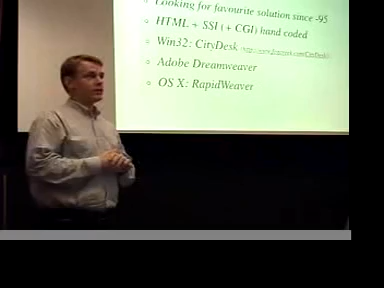 Looking for favourite solution since -95
HTML + SSI (+ CGI) hand coded
Win32: CityDesk
Adobe Dreamweaver
OS X: RapidWeaver